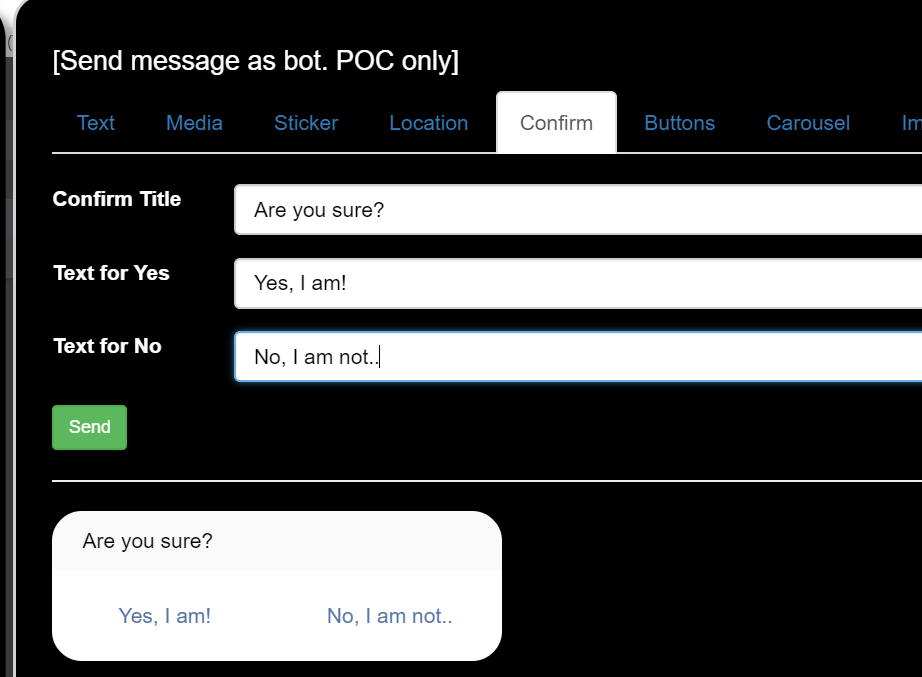 [Send message as bot. POC only]
Text Media Sticker Location Confirm Buttons Carousel
Confirm Title Are you sure?
Text for Yes Yes, I am!
Text for No No, I am not..
Send
Are you sure?
Yes, I am! No, I am not..